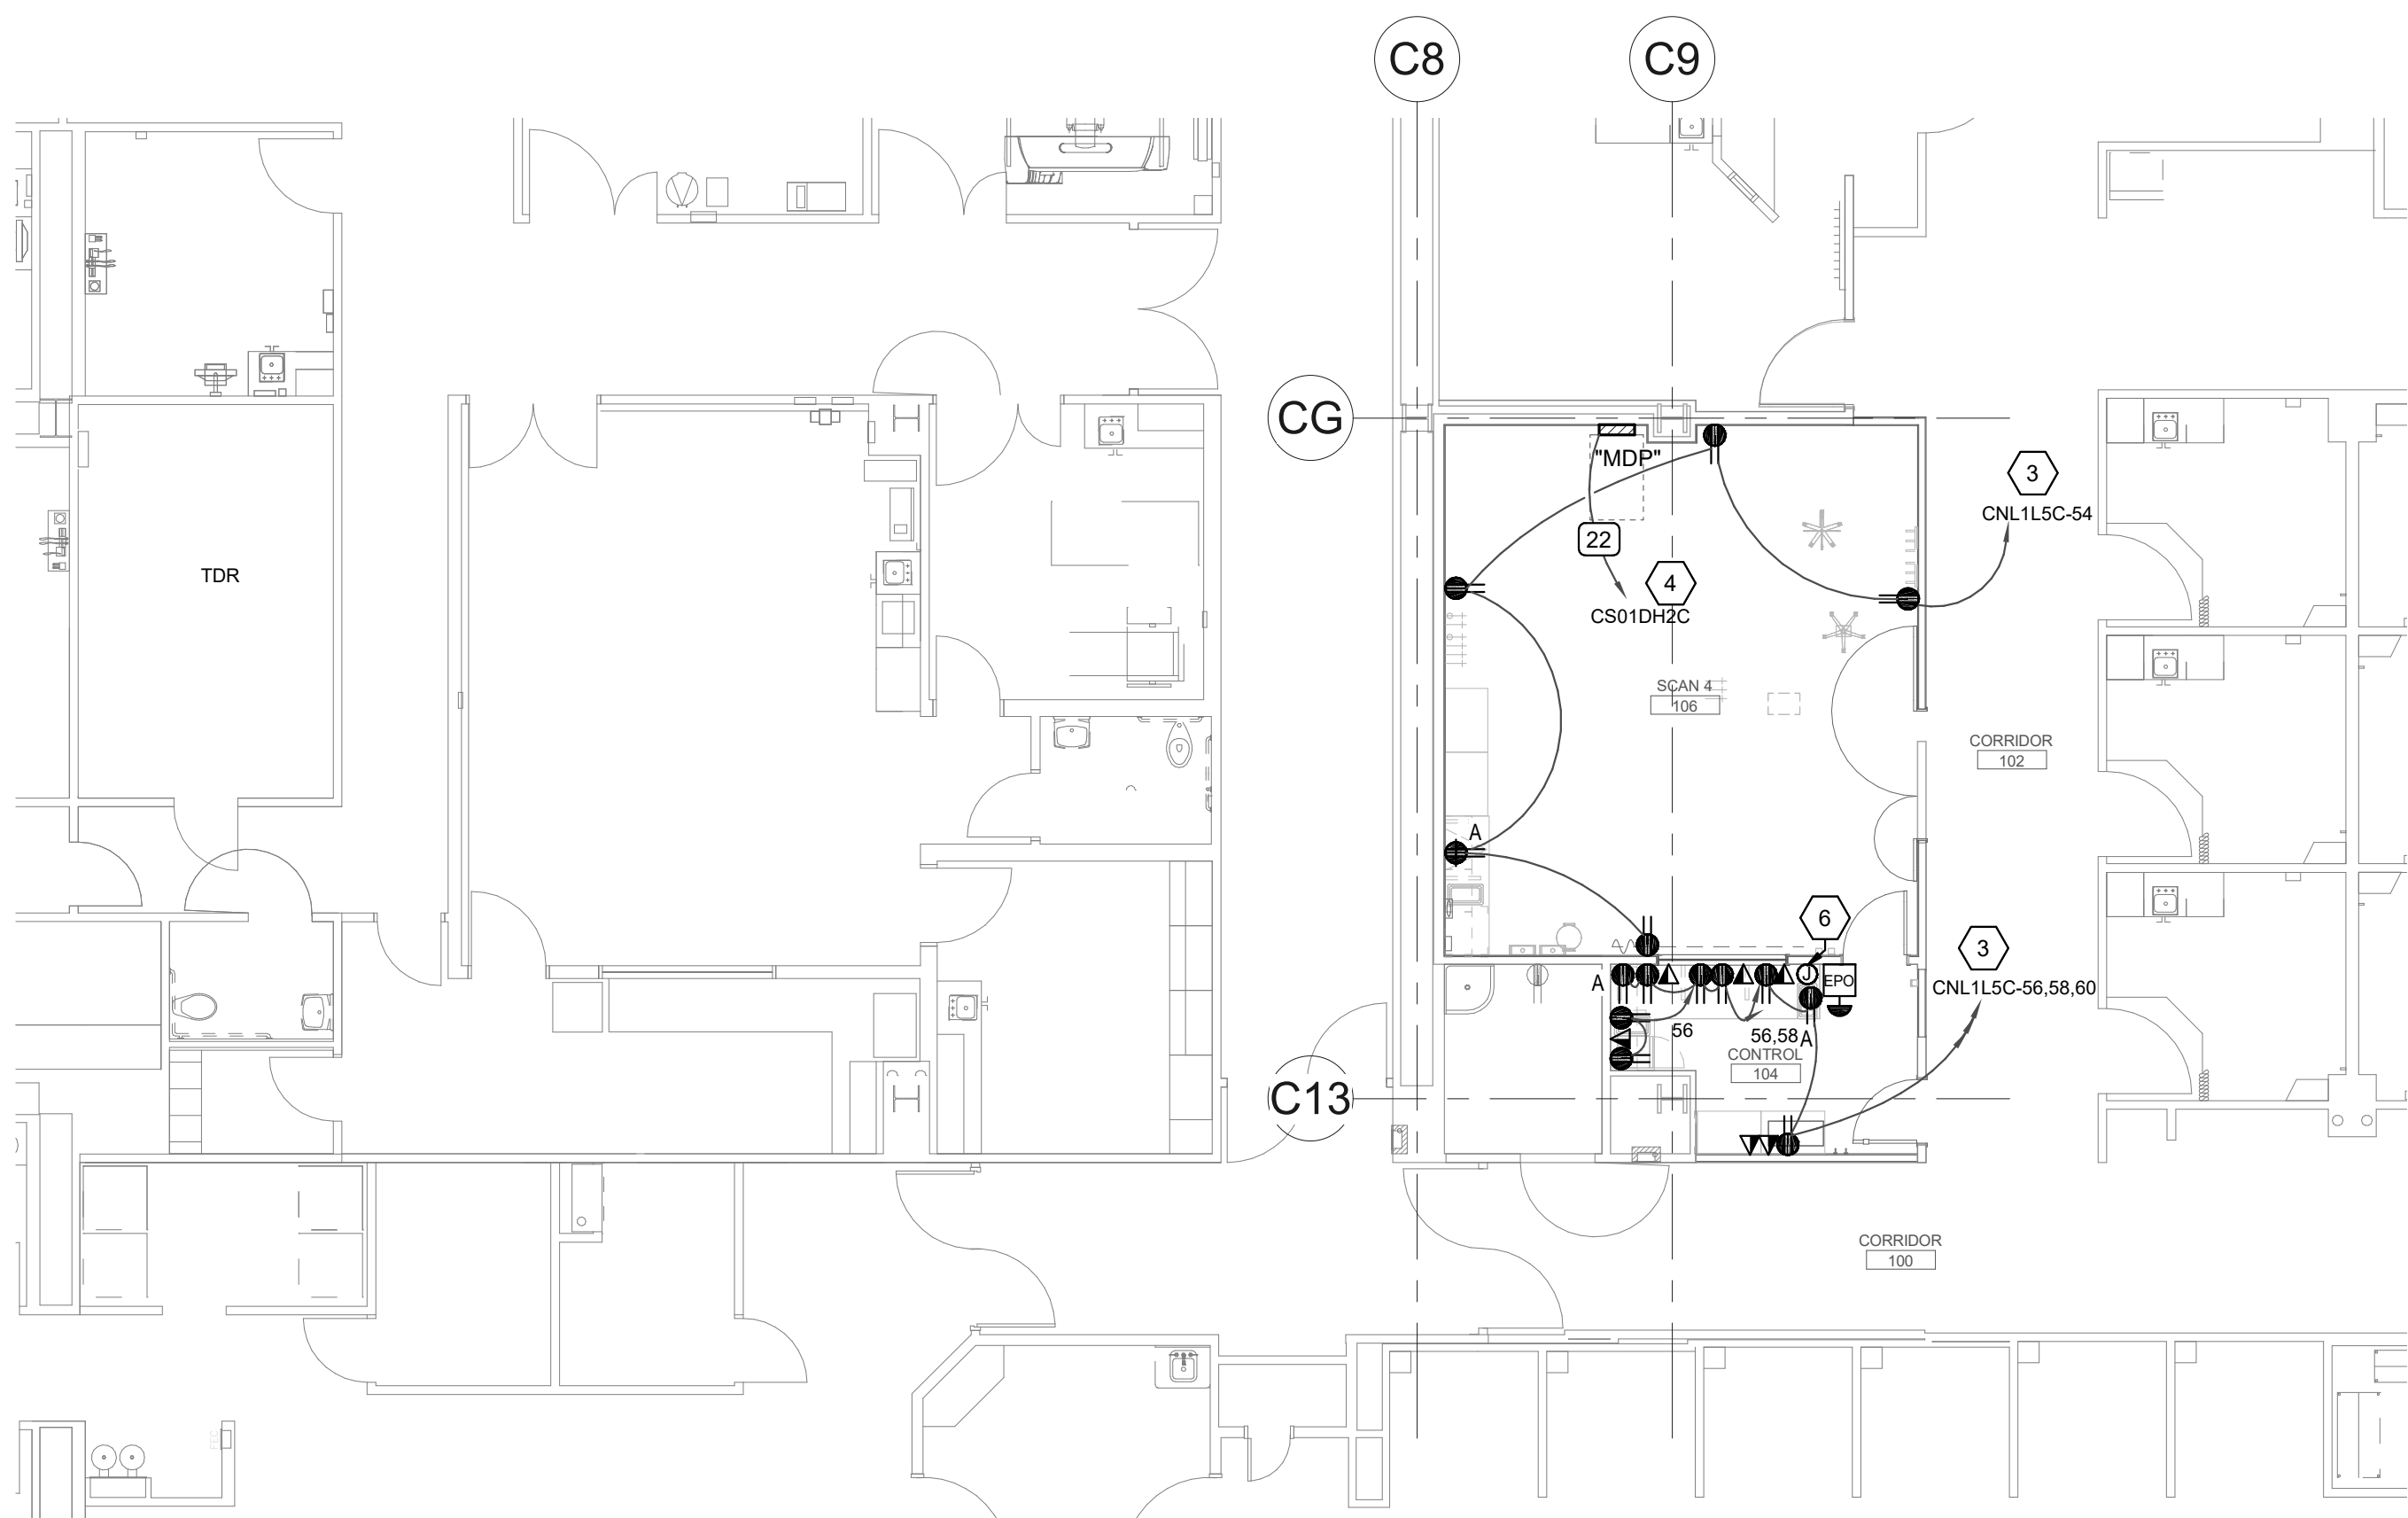 C8
C9
CG
"MDP"
3
CNL1L5C-54
22
4
CS01DH2C
TDR
SCAN 4
106
CORRIDOR
102
A
6
3
CNL1L5C-56,58,60
A
J
EPO
56
56,58
A
CONTROL
104
C13
CORRIDOR
100